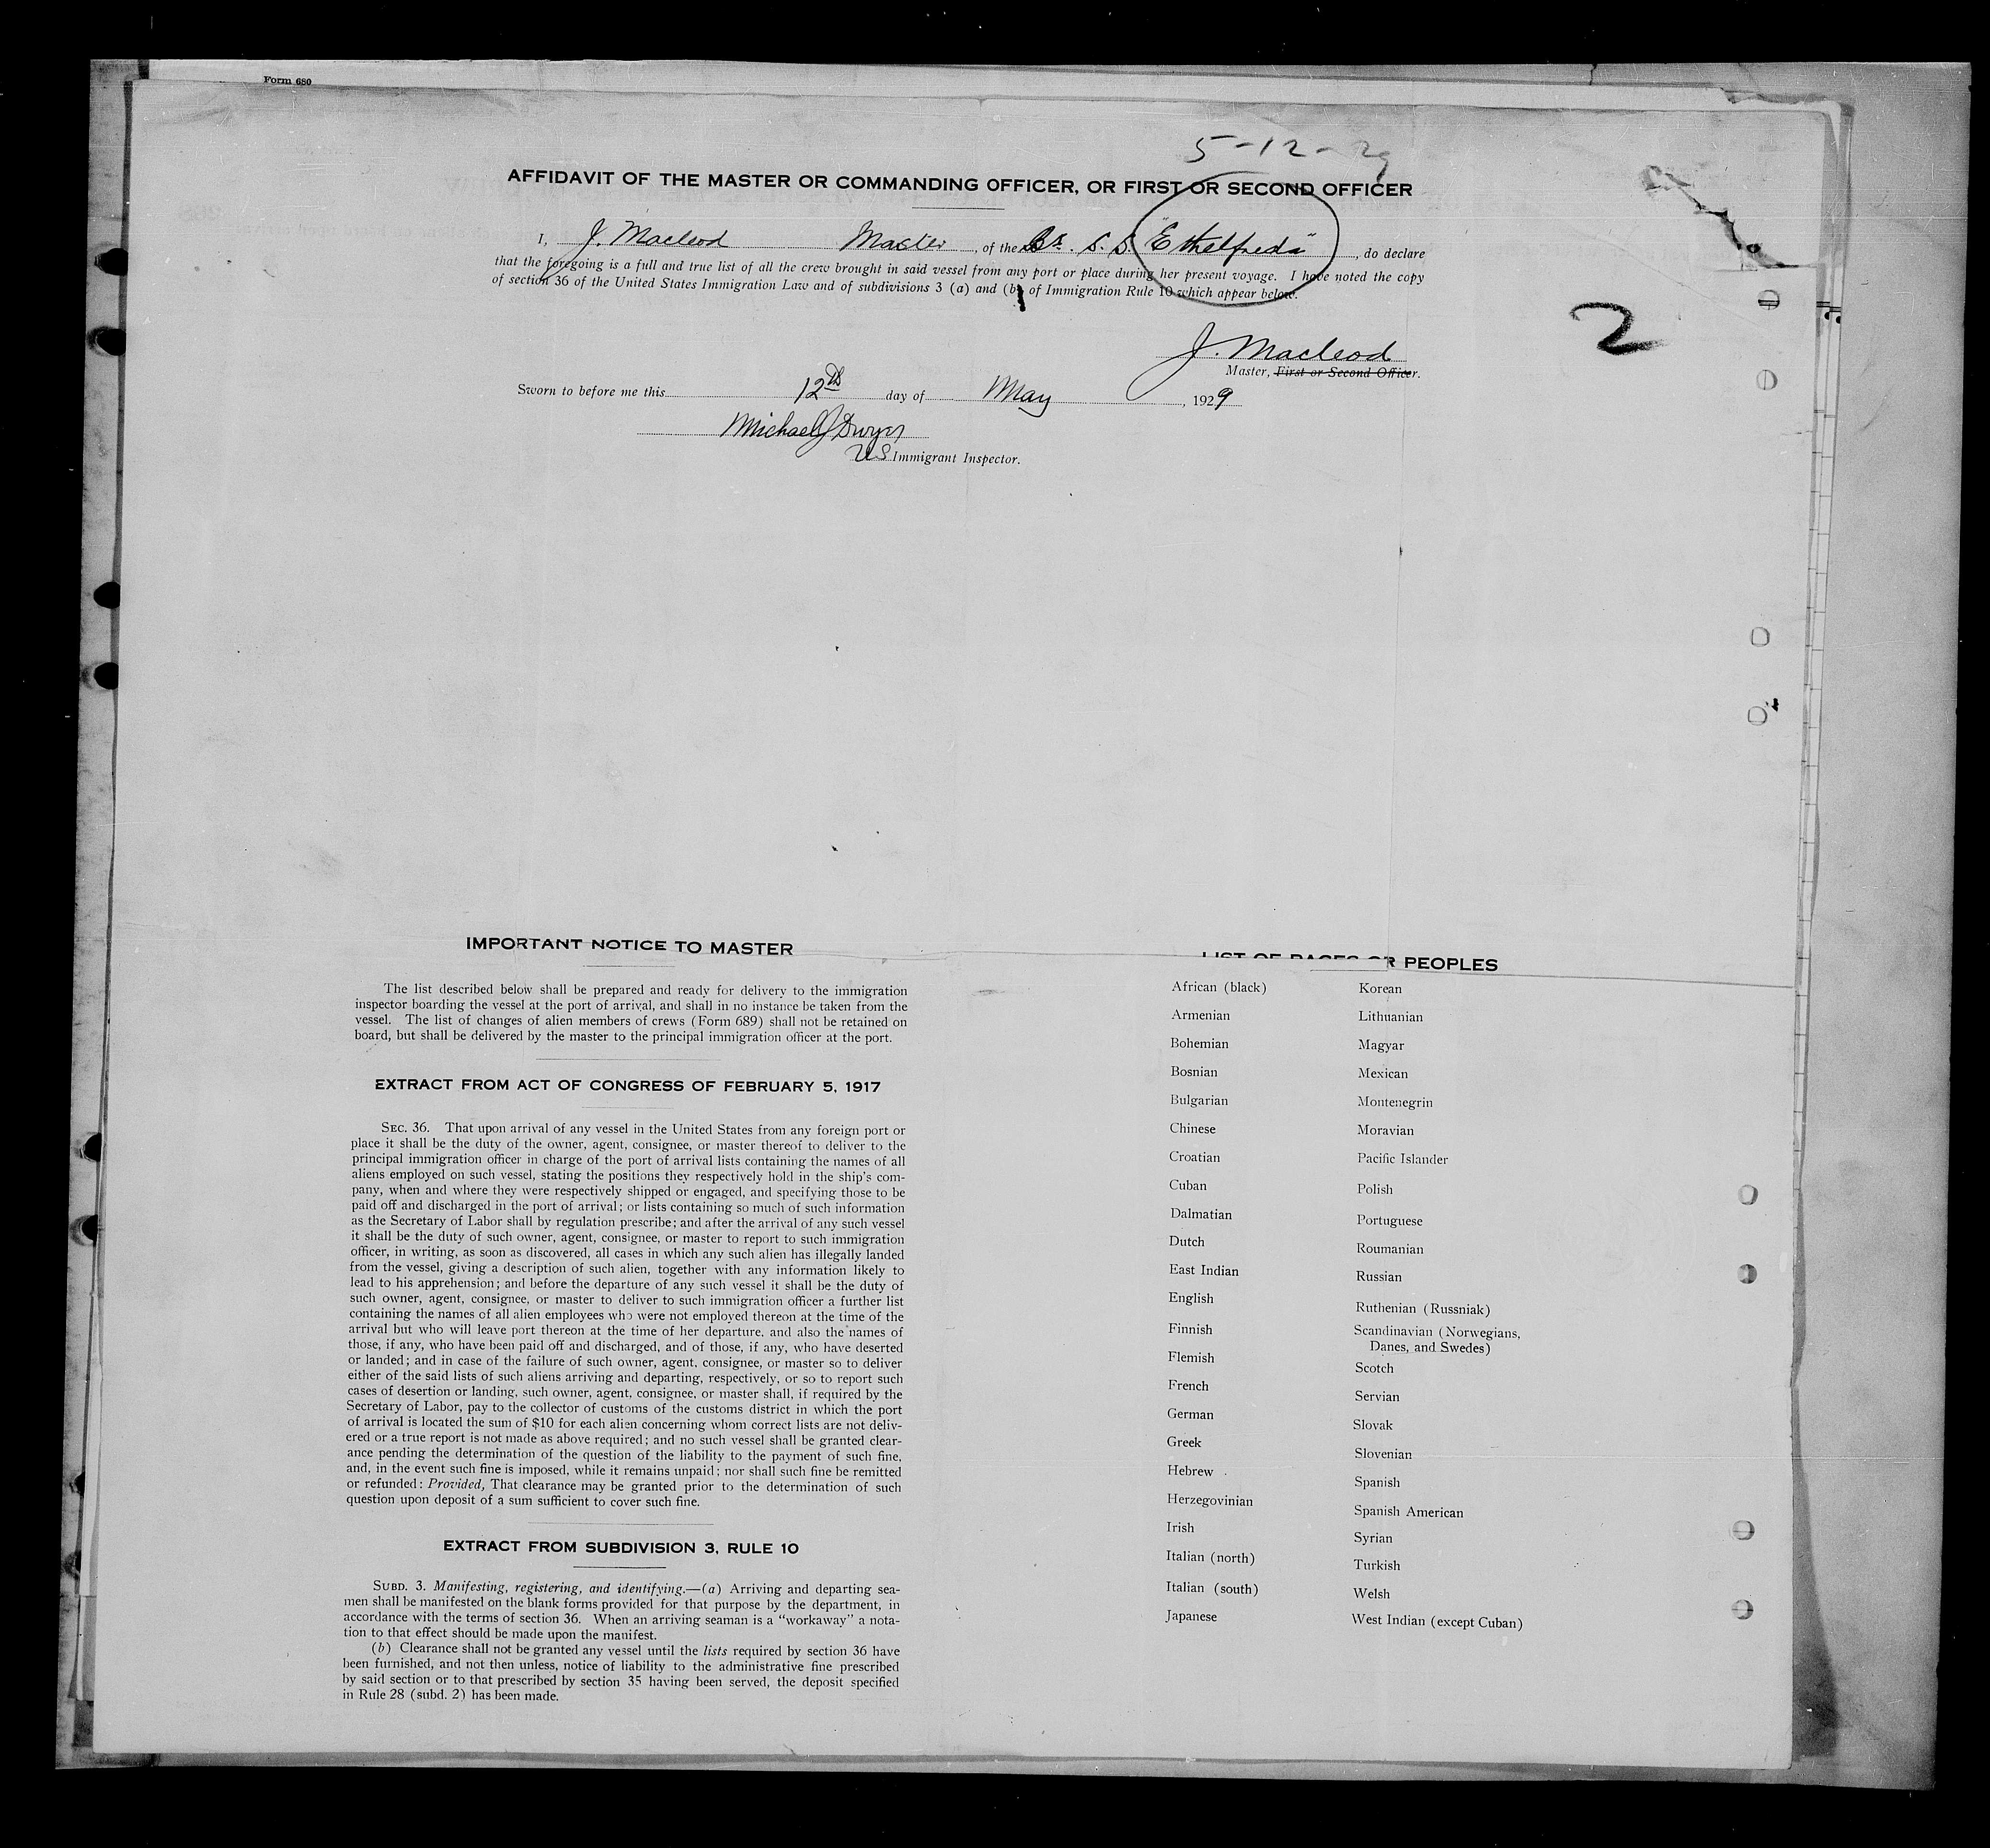 Form 680
5-12-29
AFFIDAVIT OF THE MASTER OR COMMANDING OFFICER, OR FIRST OR SECOND OFFICER
I, J. Macleod Master, of the Br. S. S. "Ethelfreda", do declare
that the foregoing is a full and true list of all the crew brought in said vessel from any port or place during her present voyage. I have noted the copy
of section 36 of the United States Immigration Law and of subdivisions 3 (a) and (b) of Immigration Rule 10 which appear below.
2
J. Macleod
Master, First or Second Officer.
Sworn to before me this 12th day of May, 1929
Michael J Dwyer
US Immigrant Inspector.
IMPORTANT NOTICE TO MASTER
The list described below shall be prepared and ready for delivery to the immigration
inspector boarding the vessel at the port of arrival, and shall in no instance be taken from the
vessel. The list of changes of alien members of crews (Form 689) shall not be retained on
board, but shall be delivered by the master to the principal immigration officer at the port.
EXTRACT FROM ACT OF CONGRESS OF FEBRUARY 5, 1917
SEC. 36. That upon arrival of any vessel in the United States from any foreign port or
place it shall be the duty of the owner, agent, consignee, or master thereof to deliver to the
principal immigration officer in charge of the port of arrival lists containing the names of all
aliens employed on such vessel, stating the positions they respectively hold in the ship's com-
pany, when and where they were respectively shipped or engaged, and specifying those to be
paid off and discharged in the port of arrival; or lists containing so much of such information
as the Secretary of Labor shall by regulation prescribe; and after the arrival of any such vessel
it shall be the duty of such owner, agent, consignee, or master to report to such immigration
officer, in writing, as soon as discovered, all cases in which any such alien has illegally landed
from the vessel, giving a description of such alien, together with any information likely to
lead to his apprehension; and before the departure of any such vessel it shall be the duty of
such owner, agent, consignee, or master to deliver to such immigration officer a further list
containing the names of all alien employees who were not employed thereon at the time of the
arrival but who will leave port thereon at the time of her departure, and also the names of
those, if any, who have been paid off and discharged, and of those, if any, who have deserted
or landed; and in case of the failure of such owner, agent, consignee, or master so to deliver
either of the said lists of such aliens arriving and departing, respectively, or so to report such
cases of desertion or landing, such owner, agent, consignee, or master shall, if required by the
Secretary of Labor, pay to the collector of customs of the customs district in which the port
of arrival is located the sum of $10 for each alien concerning whom correct lists are not deliv-
ered or a true report is not made as above required; and no such vessel shall be granted clear-
ance pending the determination of the question of the liability to the payment of such fine,
and, in the event such fine is imposed, while it remains unpaid; nor shall such fine be remitted
or refunded: Provided, That clearance may be granted prior to the determination of such
question upon deposit of a sum sufficient to cover such fine.
EXTRACT FROM SUBDIVISION 3, RULE 10
SUBD. 3. Manifesting, registering, and identifying.—(a) Arriving and departing sea-
men shall be manifested on the blank forms provided for that purpose by the department, in
accordance with the terms of section 36. When an arriving seaman is a "workaway" a nota-
tion to that effect should be made upon the manifest.
(b) Clearance shall not be granted any vessel until the lists required by section 36 have
been furnished, and not then unless, notice of liability to the administrative fine prescribed
by said section or to that prescribed by section 35 having been served, the deposit specified
in Rule 28 (subd. 2) has been made.
LIST OF RACES OR PEOPLES
African (black)
Armenian
Bohemian
Bosnian
Bulgarian
Chinese
Croatian
Cuban
Dalmatian
Dutch
East Indian
English
Finnish
Flemish
French
German
Greek
Hebrew
Herzegovinian
Irish
Italian (north)
Italian (south)
Japanese
Korean
Lithuanian
Magyar
Mexican
Montenegrin
Moravian
Pacific Islander
Polish
Portuguese
Roumanian
Russian
Ruthenian (Russniak)
Scandinavian (Norwegians,
Danes, and Swedes)
Scotch
Servian
Slovak
Slovenian
Spanish
Spanish American
Syrian
Turkish
Welsh
West Indian (except Cuban)